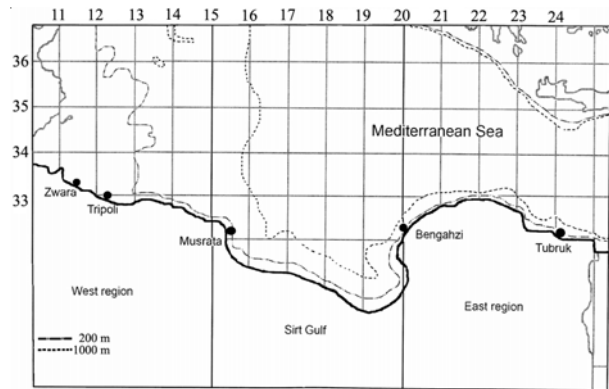 11 12 13 14 15 16 17 18 19 20 21 22 23 24
36
35
34
33
Mediterranean Sea
Zwara
Tripoli
Musrata
Bengahzi
Tubruk
West region
East region
Sirt Gulf
200 m
1000 m